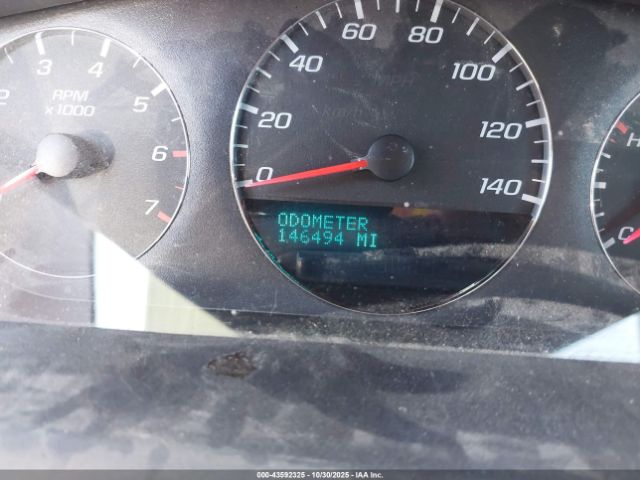 2 3 4 5 6 7
RPM
x1000
0 20 40 60 80 100 120 140
ODOMETER
146494 MI
H
C
000-43592325 | 10/30/2025 | IAA Inc.